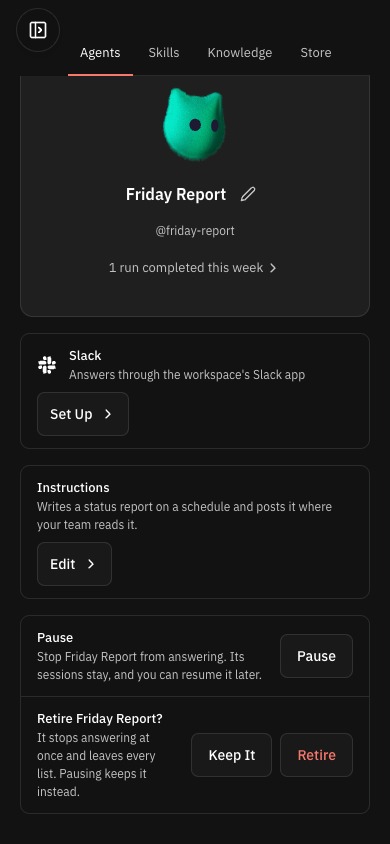 Agents Skills Knowledge Store
Friday Report
@friday-report
1 run completed this week
Slack
Answers through the workspace's Slack app
Set Up
Instructions
Writes a status report on a schedule and posts it where
your team reads it.
Edit
Pause
Stop Friday Report from answering. Its
sessions stay, and you can resume it later.
Pause
Retire Friday Report?
It stops answering at
once and leaves every
list. Pausing keeps it
instead.
Keep It
Retire